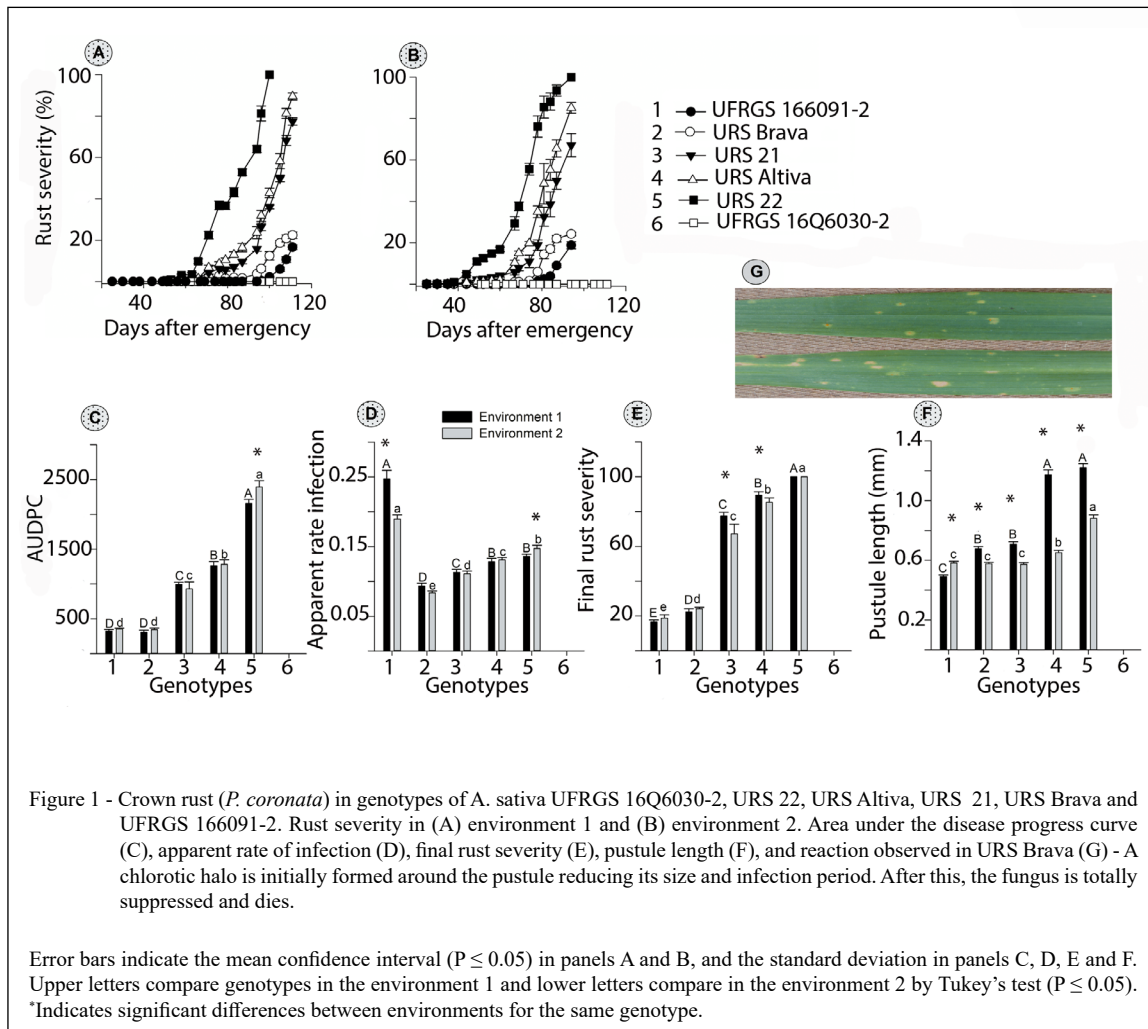 A
B
100
60
20
Rust severity (%)
40 80 120
Days after emergency
100
60
20
40 80 120
Days after emergency
1 UFRGS 166091-2
2 URS Brava
3 URS 21
4 URS Altiva
5 URS 22
6 UFRGS 16Q6030-2
G
C
AUDPC
2500
1500
500
D d D d C c B b A a *
1 2 3 4 5 6
Genotypes
D
Environment 1
Environment 2
Apparent rate infection
0.25
0.15
0.05
* A a D e C d B c B b *
1 2 3 4 5 6
Genotypes
E
Final rust severity
100
60
20
E e D d * C c * B b A a
1 2 3 4 5 6
Genotypes
F
Pustule length (mm)
1.4
1.0
0.6
0.2
C c * B c * B c * A b * A a *
1 2 3 4 5 6
Genotypes
Figure 1 - Crown rust (P. coronata) in genotypes of A. sativa UFRGS 16Q6030-2, URS 22, URS Altiva, URS 21, URS Brava and
UFRGS 166091-2. Rust severity in (A) environment 1 and (B) environment 2. Area under the disease progress curve
(C), apparent rate of infection (D), final rust severity (E), pustule length (F), and reaction observed in URS Brava (G) - A
chlorotic halo is initially formed around the pustule reducing its size and infection period. After this, the fungus is totally
suppressed and dies.
Error bars indicate the mean confidence interval (P ≤ 0.05) in panels A and B, and the standard deviation in panels C, D, E and F.
Upper letters compare genotypes in the environment 1 and lower letters compare in the environment 2 by Tukey's test (P ≤ 0.05).
*Indicates significant differences between environments for the same genotype.